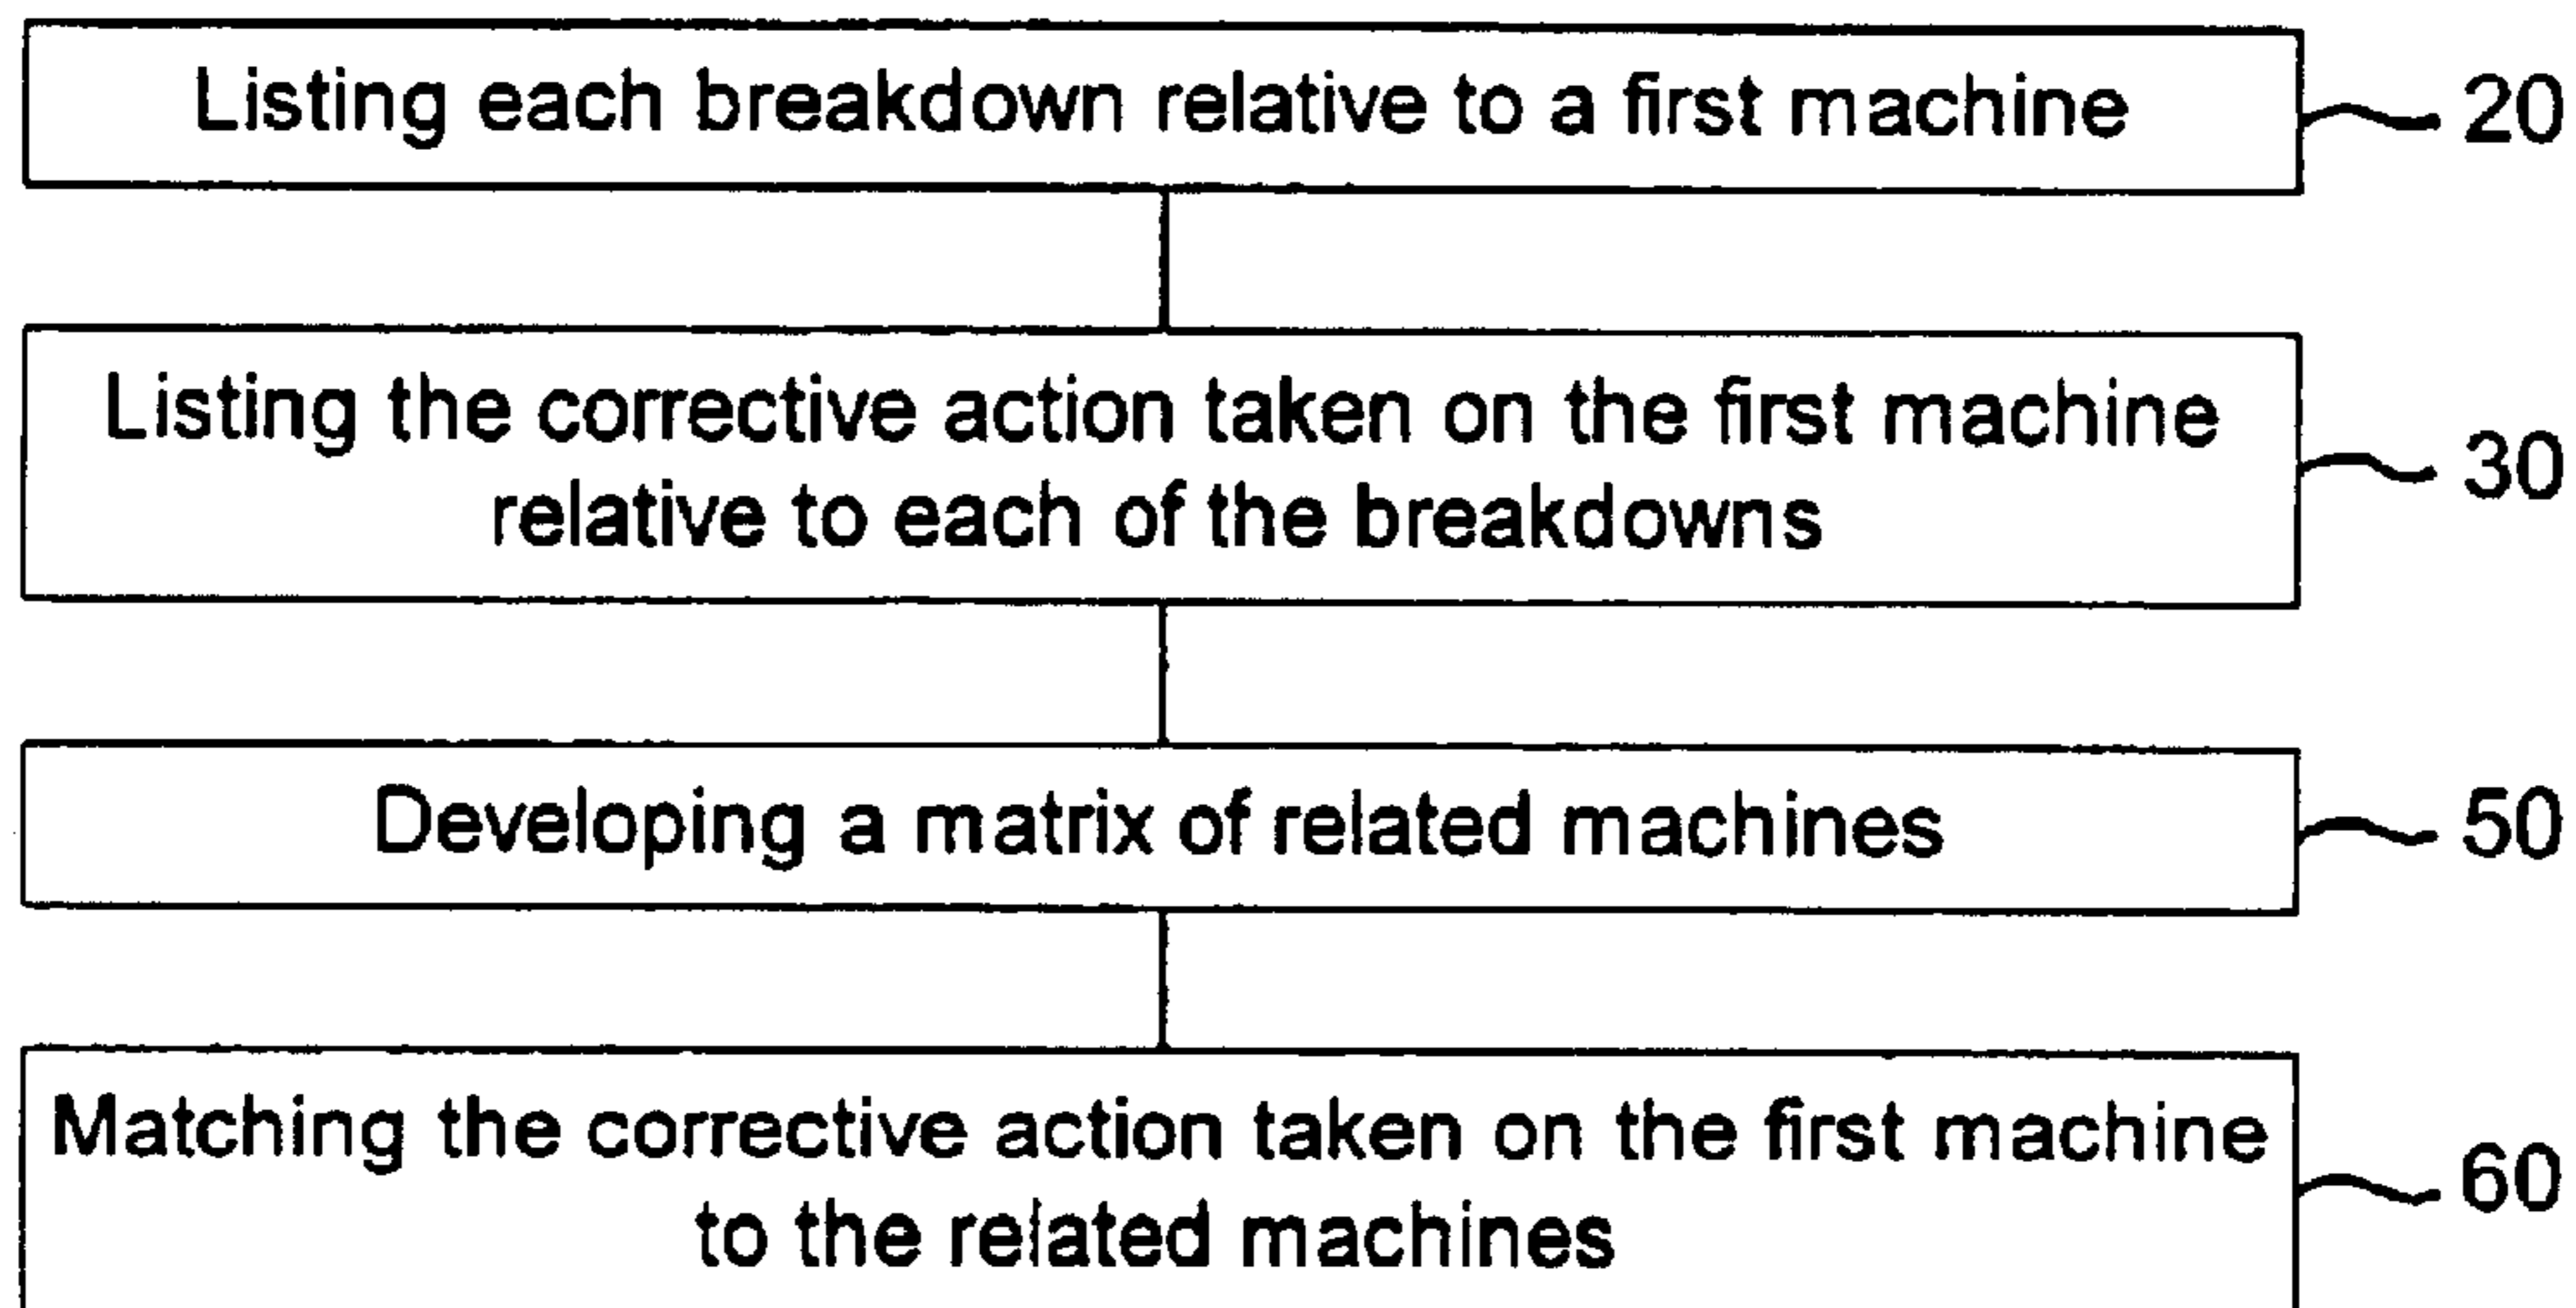 Listing each breakdown relative to a first machine
20
Listing the corrective action taken on the first machine
relative to each of the breakdowns
30
Developing a matrix of related machines
50
Matching the corrective action taken on the first machine
to the related machines
60